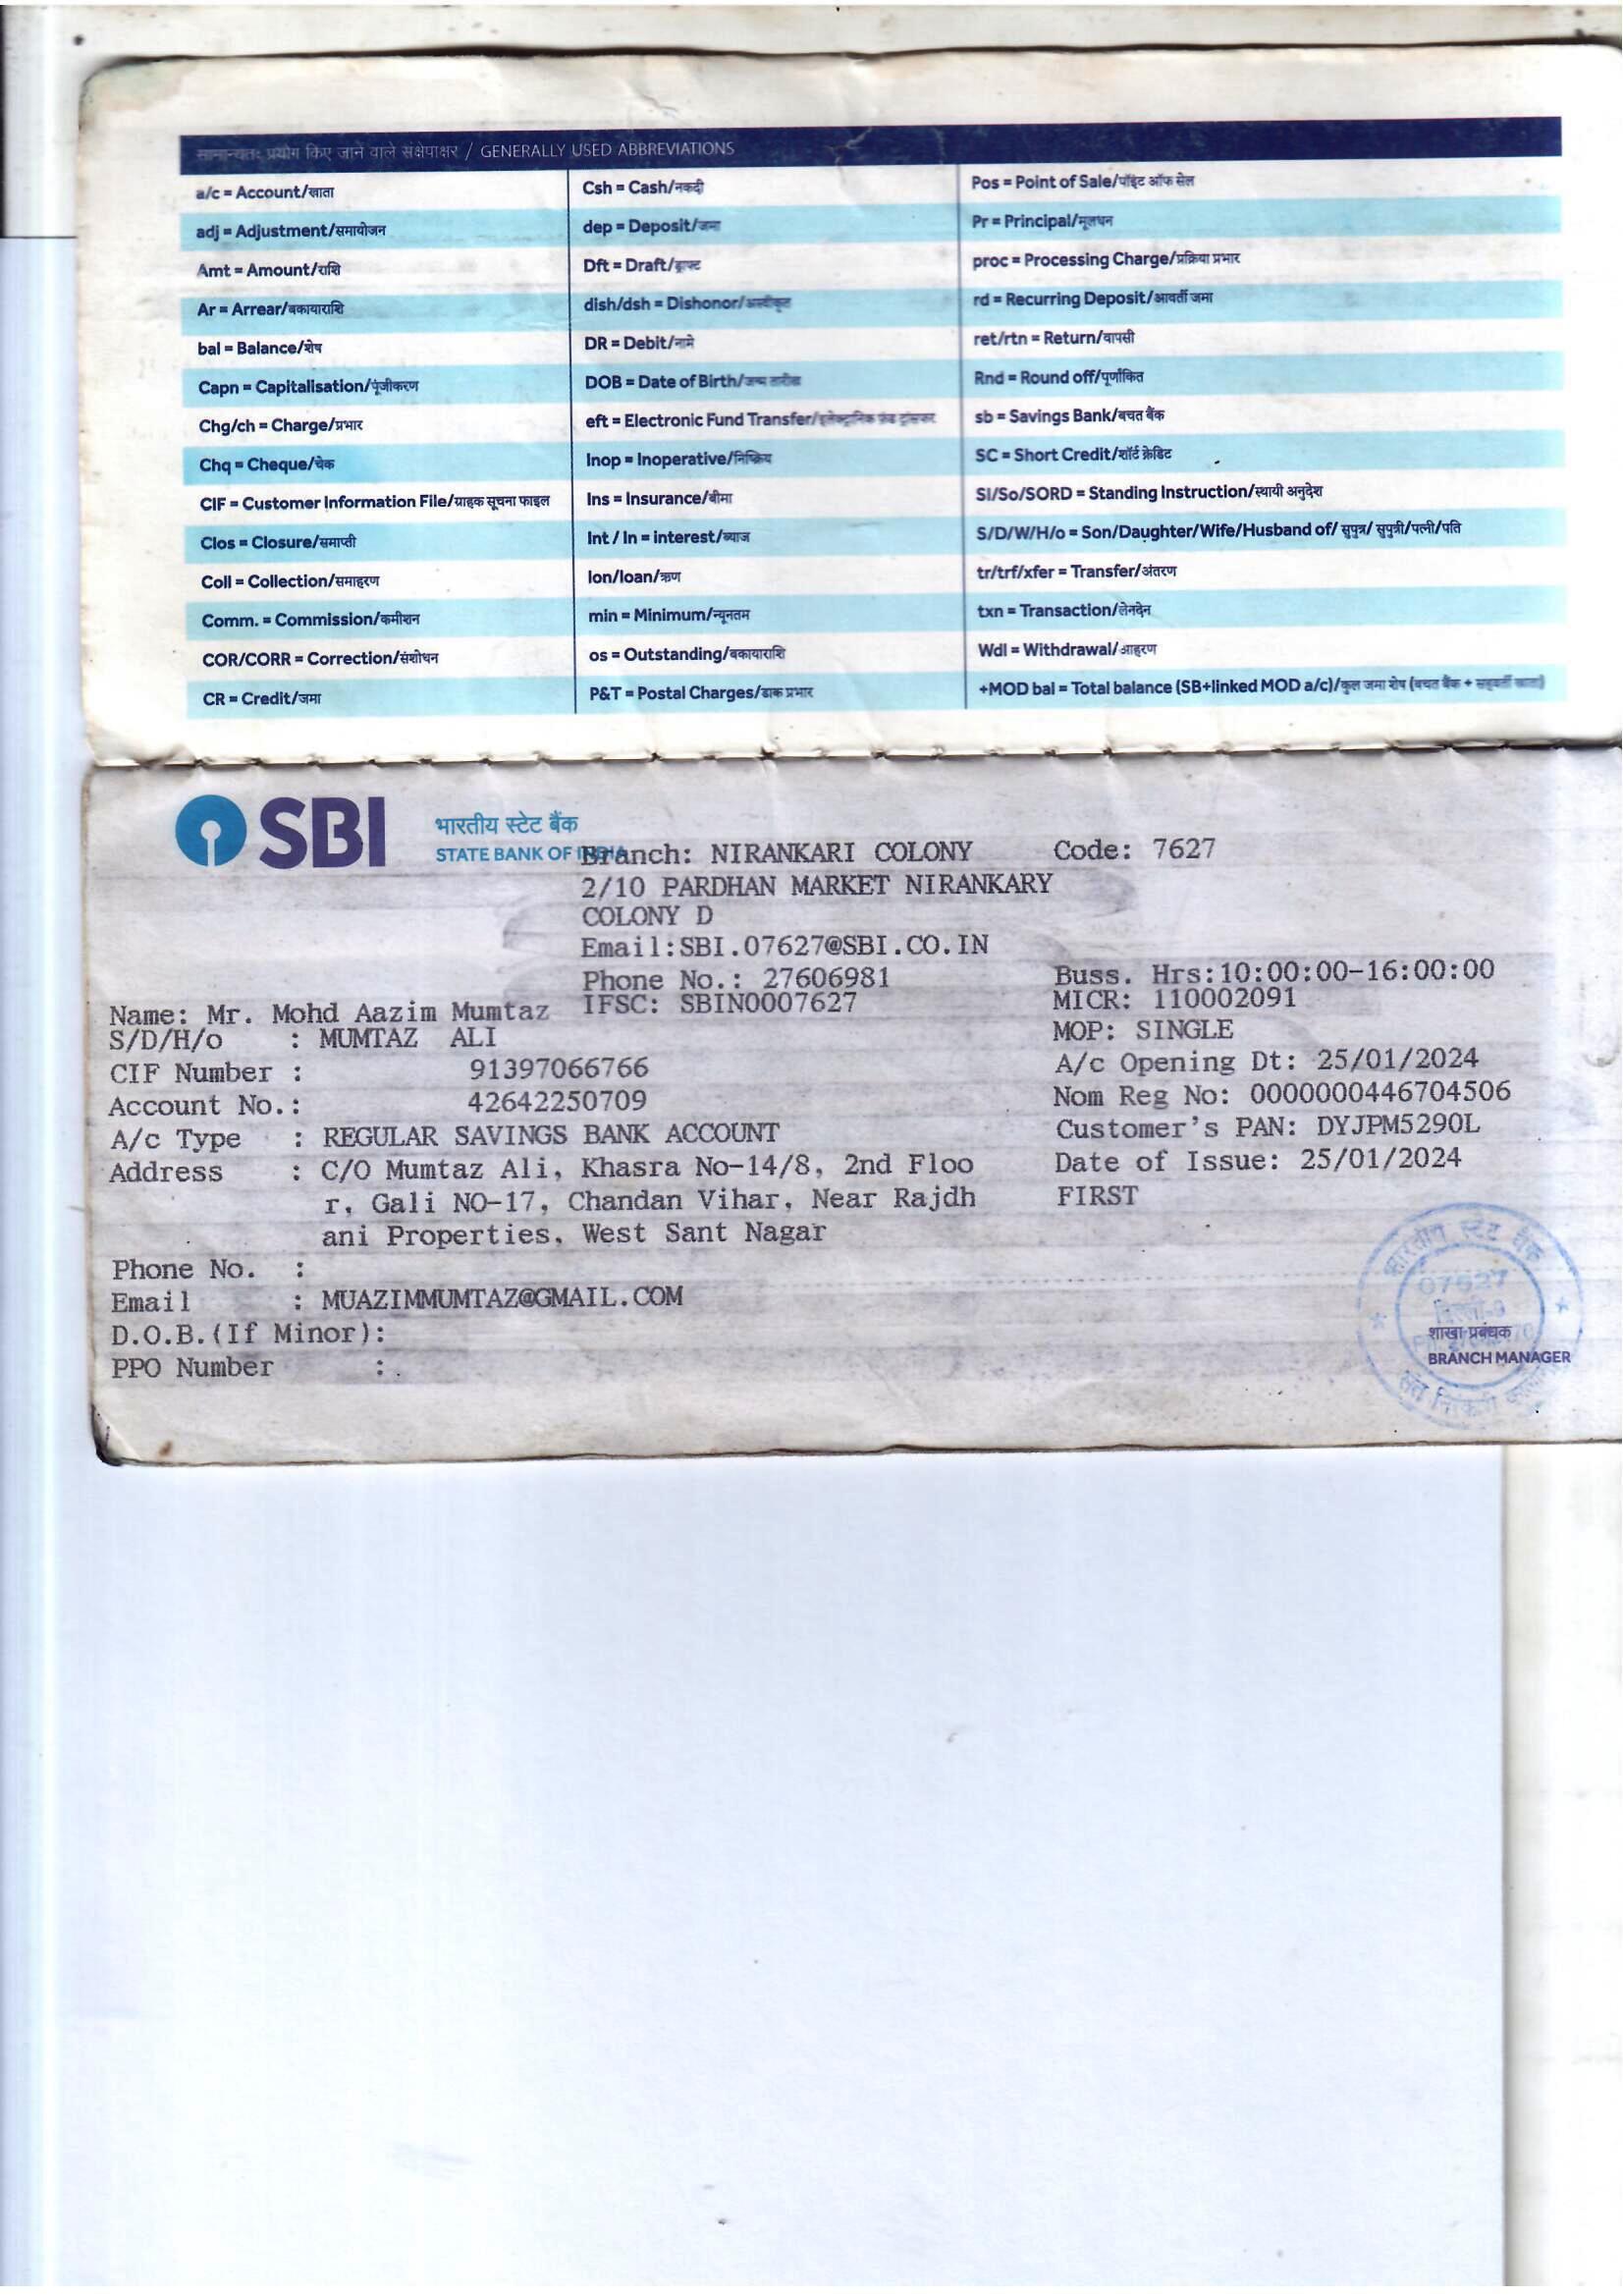 सामान्यतः प्रयोग किए जाने वाले संक्षेपाक्षर / GENERALLY USED ABBREVIATIONS
a/c = Account/खाता
adj = Adjustment/समायोजन
Amt = Amount/राशि
Ar = Arrear/बकायाराशि
bal = Balance/शेष
Capn = Capitalisation/पूंजीकरण
Chg/ch = Charge/प्रभार
Chq = Cheque/चेक
CIF = Customer Information File/ग्राहक सूचना फाइल
Clos = Closure/समाप्ती
Coll = Collection/समाहरण
Comm. = Commission/कमीशन
COR/CORR = Correction/संशोधन
CR = Credit/जमा
Csh = Cash/नकदी
dep = Deposit/जमा
Dft = Draft/ड्राफ्ट
dish/dsh = Dishonor/अस्वीकृत
DR = Debit/नामे
DOB = Date of Birth/जन्म तारीख
eft = Electronic Fund Transfer/इलेक्ट्रानिक फंड ट्रांसफर
Inop = Inoperative/निष्क्रिय
Ins = Insurance/बीमा
Int / In = interest/ब्याज
lon/loan/ऋण
min = Minimum/न्यूनतम
os = Outstanding/बकायाराशि
P&T = Postal Charges/डाक प्रभार
Pos = Point of Sale/पॉइंट ऑफ सेल
Pr = Principal/मूलधन
proc = Processing Charge/प्रक्रिया प्रभार
rd = Recurring Deposit/आवर्ती जमा
ret/rtn = Return/वापसी
Rnd = Round off/पूर्णांकित
sb = Savings Bank/बचत बैंक
SC = Short Credit/शॉर्ट क्रेडिट
SI/So/SORD = Standing Instruction/स्थायी अनुदेश
S/D/W/H/o = Son/Daughter/Wife/Husband of/ सुपुत्र/ सुपुत्री/पत्नी/पति
tr/trf/xfer = Transfer/अंतरण
txn = Transaction/लेनदेन
Wdl = Withdrawal/आहरण
+MOD bal = Total balance (SB+linked MOD a/c)/कुल जमा शेष (बचत बैंक + सहवर्ती खाता)
SBI
भारतीय स्टेट बैंक
STATE BANK OF INDIA
Branch: NIRANKARI COLONY Code: 7627
2/10 PARDHAN MARKET NIRANKARY
COLONY D
Email:SBI.07627@SBI.CO.IN
Phone No.: 27606981 Buss. Hrs:10:00:00-16:00:00
Name: Mr. Mohd Aazim Mumtaz IFSC: SBIN0007627 MICR: 110002091
S/D/H/o : MUMTAZ ALI MOP: SINGLE
CIF Number : 91397066766 A/c Opening Dt: 25/01/2024
Account No.: 42642250709 Nom Reg No: 0000000446704506
A/c Type : REGULAR SAVINGS BANK ACCOUNT Customer's PAN: DYJPM5290L
Address : C/O Mumtaz Ali, Khasra No-14/8, 2nd Floo Date of Issue: 25/01/2024
r, Gali NO-17, Chandan Vihar, Near Rajdh FIRST
ani Properties, West Sant Nagar
Phone No. :
Email : MUAZIMMUMTAZ@GMAIL.COM
D.O.B.(If Minor):
PPO Number :
भारतीय स्टेट बैंक
07627
दिल्ली-9
शाखा प्रबंधक
BRANCH MANAGER